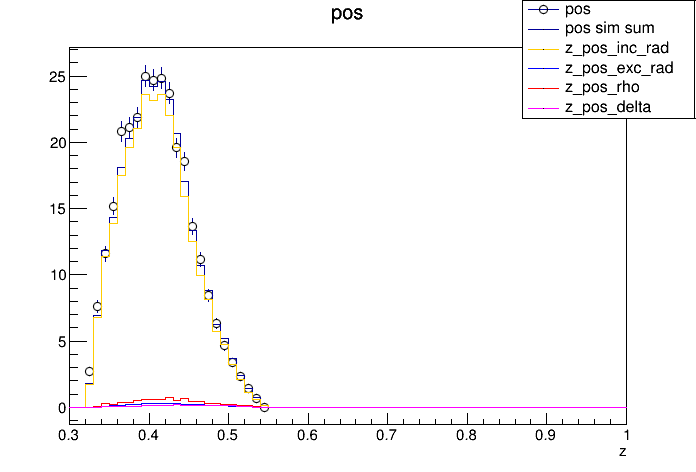 pos
pos
pos sim sum
z_pos_inc_rad
z_pos_exc_rad
z_pos_rho
z_pos_delta
25
20
15
10
5
0
0.3 0.4 0.5 0.6 0.7 0.8 0.9 1
z